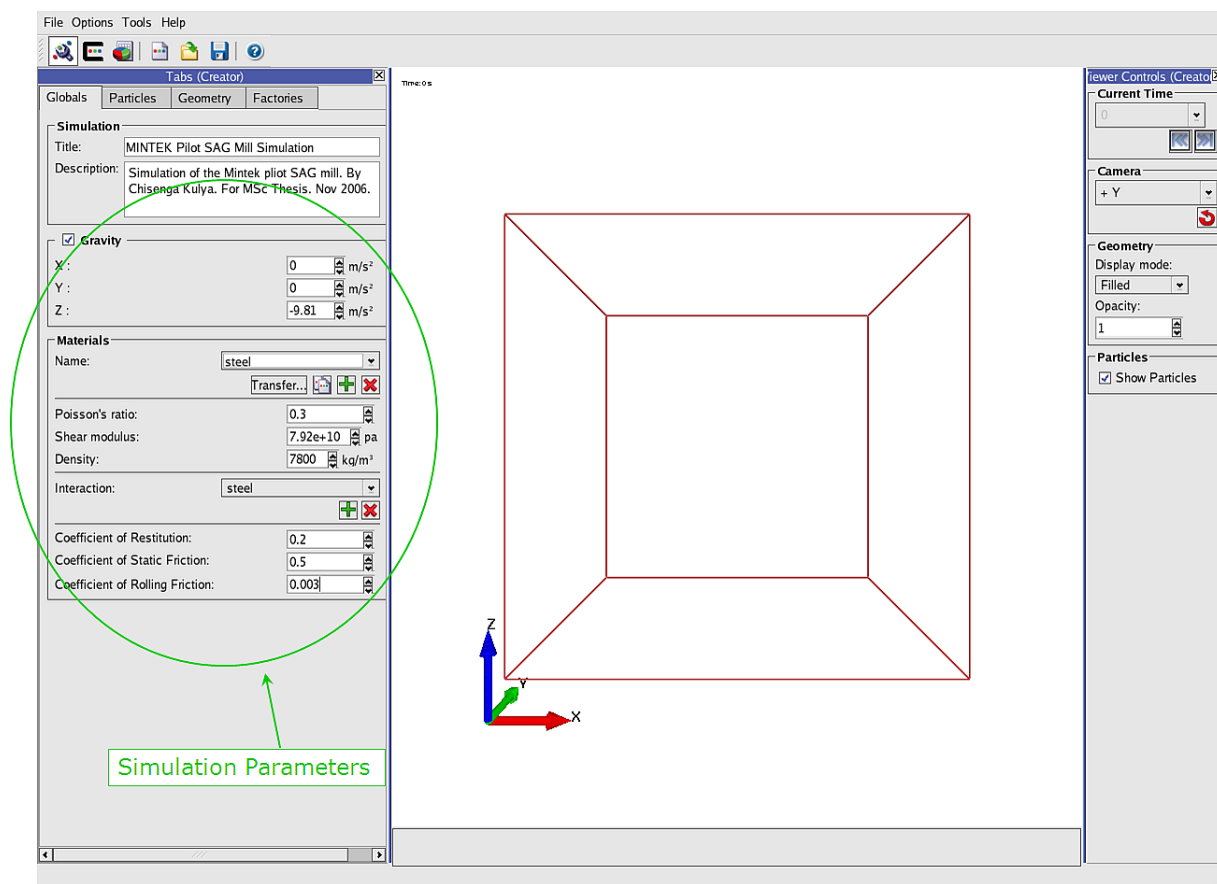 File Options Tools Help
Tabs (Creator)
Globals Particles Geometry Factories
Simulation
Title: MINTEK Pilot SAG Mill Simulation
Description: Simulation of the Mintek pliot SAG mill. By
Chisenga Kulya. For MSc Thesis. Nov 2006.
Gravity
X : 0 m/s²
Y : 0 m/s²
Z : -9.81 m/s²
Materials
Name: steel
Transfer...
Poisson's ratio: 0.3
Shear modulus: 7.92e+10 pa
Density: 7800 kg/m³
Interaction: steel
Coefficient of Restitution: 0.2
Coefficient of Static Friction: 0.5
Coefficient of Rolling Friction: 0.003
Simulation Parameters
Time: 0 s
Z
Y
X
iewer Controls (Creato
Current Time
0
Camera
+ Y
Geometry
Display mode:
Filled
Opacity:
1
Particles
Show Particles